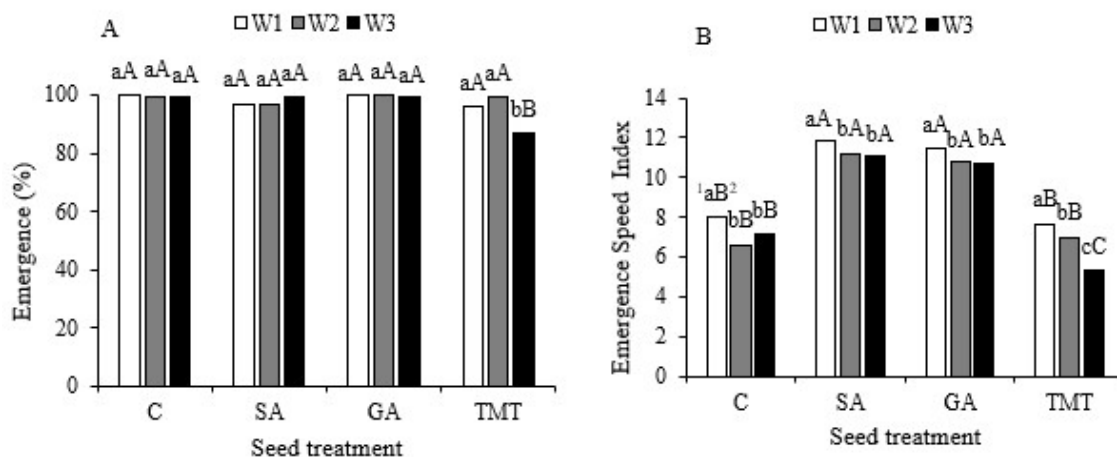 A
W1 W2 W3
aA aA aA aA aA aA aA aA aA aA aA bB
100
80
60
40
20
0
Emergence (%)
C SA GA TMT
Seed treatment
B
W1 W2 W3
14
12
10
8
6
4
2
0
Emergence Speed Index
¹aB² bB bB aA bA bA aA bA bA aB bB cC
C SA GA TMT
Seed treatment